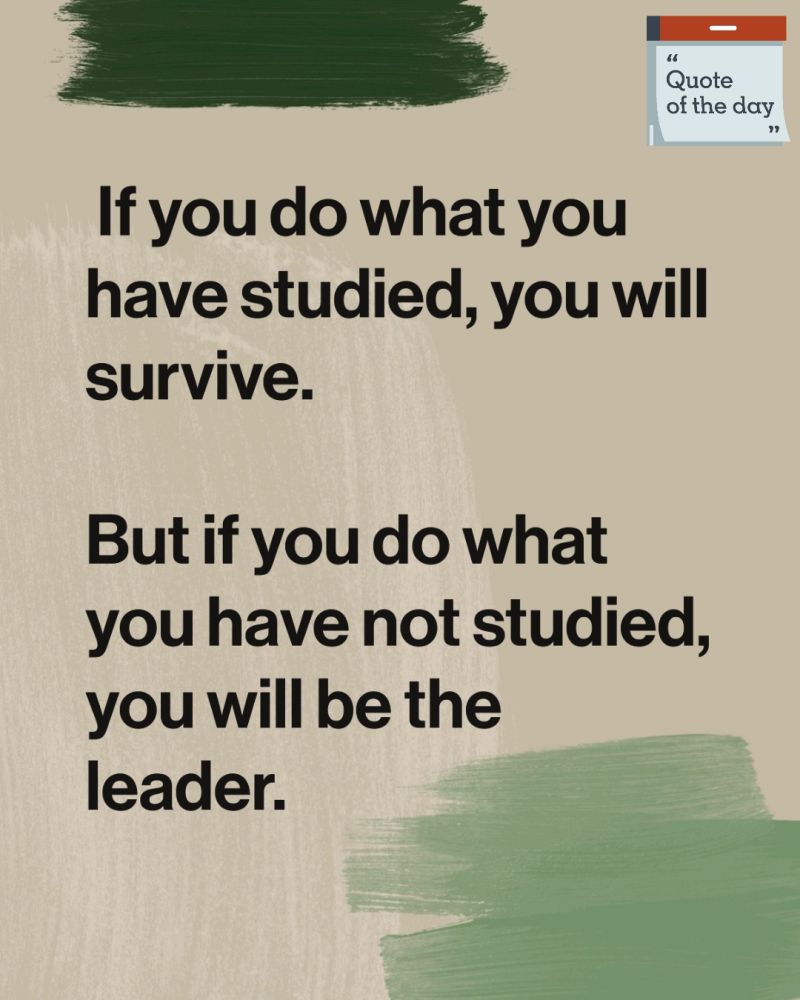 “
Quote
of the day
”
If you do what you
have studied, you will
survive.
But if you do what
you have not studied,
you will be the
leader.